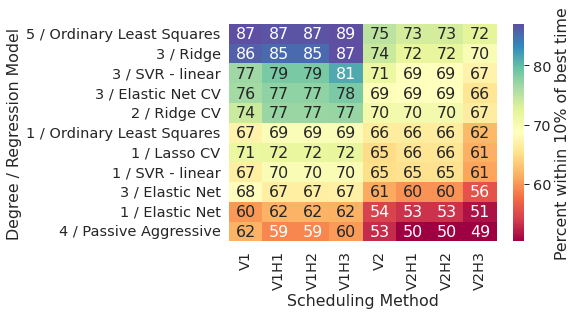 Degree / Regression Model
5 / Ordinary Least Squares 87 87 87 89 75 73 73 72
3 / Ridge 86 85 85 87 74 72 72 70
3 / SVR - linear 77 79 79 81 71 69 69 67
3 / Elastic Net CV 76 77 77 78 69 69 69 66
2 / Ridge CV 74 77 77 77 70 70 70 67
1 / Ordinary Least Squares 67 69 69 69 66 66 66 62
1 / Lasso CV 71 72 72 72 65 66 66 61
1 / SVR - linear 67 70 70 70 65 65 65 61
3 / Elastic Net 68 67 67 67 61 60 60 56
1 / Elastic Net 60 62 62 62 54 53 53 51
4 / Passive Aggressive 62 59 59 60 53 50 50 49
V1 V1H1 V1H2 V1H3 V2 V2H1 V2H2 V2H3
Scheduling Method
80
70
60
Percent within 10% of best time